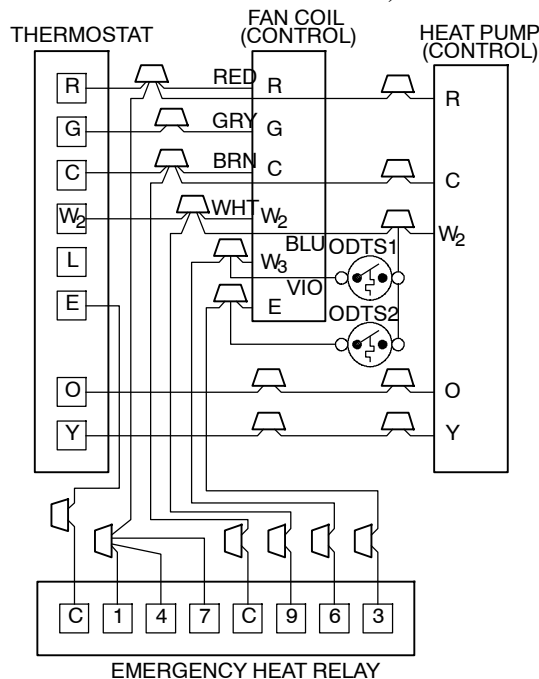 THERMOSTAT
FAN COIL
(CONTROL)
HEAT PUMP
(CONTROL)
R RED R R
G GRY G
C BRN C C
W2 WHT W2 W2
L BLU W3 ODTS1
VIO
E E ODTS2
O O
Y Y
C 1 4 7 C 9 6 3
EMERGENCY HEAT RELAY